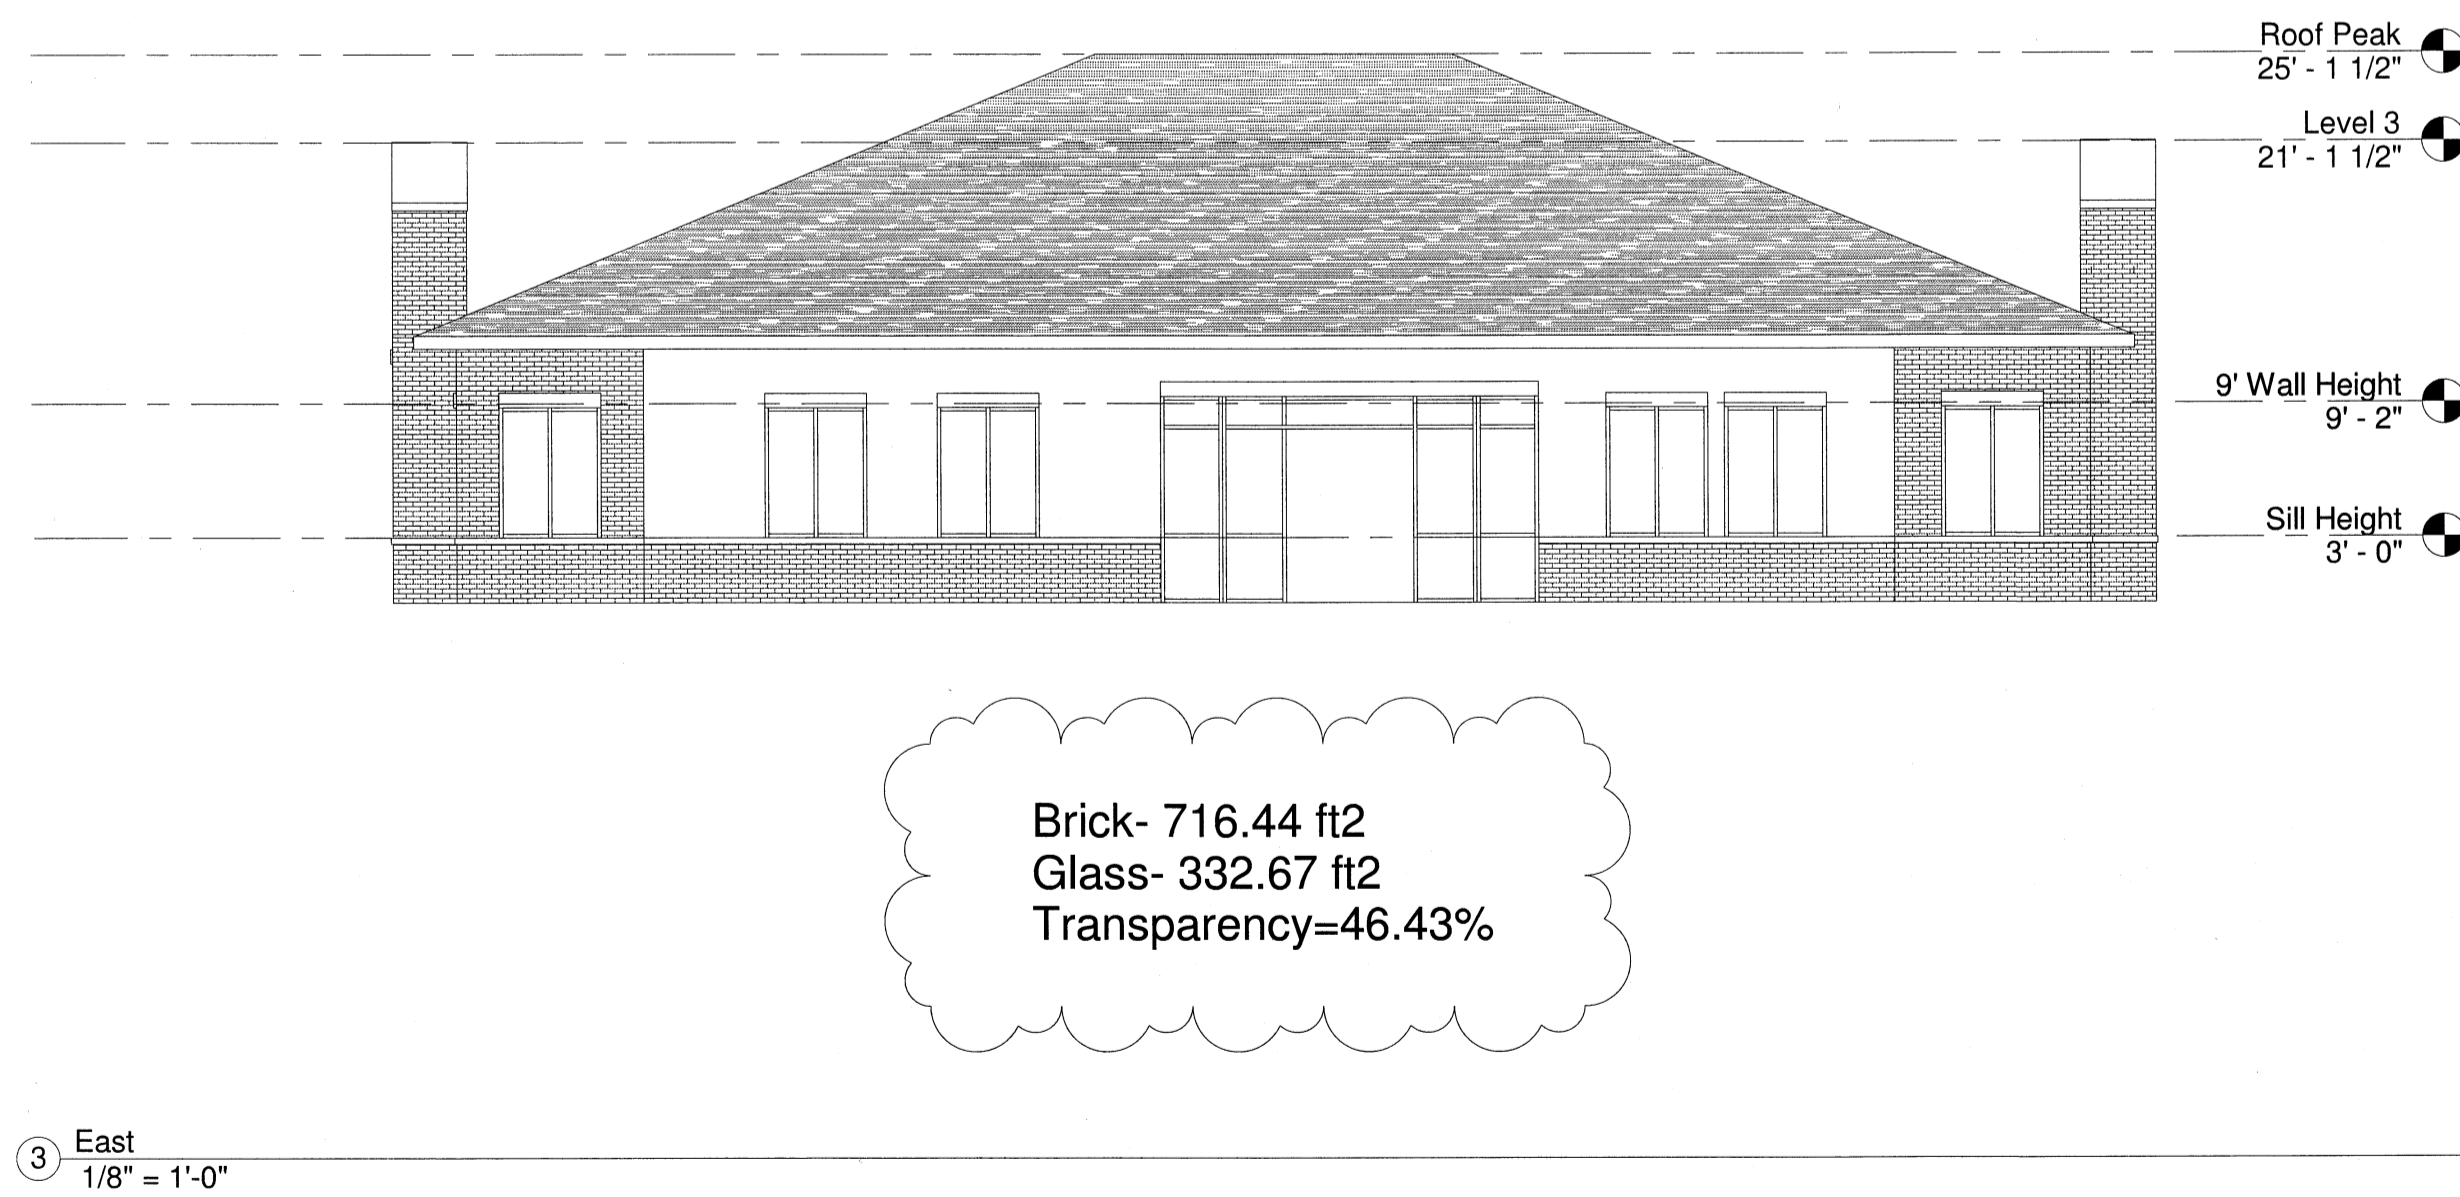 Roof Peak
25' - 1 1/2"
Level 3
21' - 1 1/2"
9' Wall Height
9' - 2"
Sill Height
3' - 0"
Brick- 716.44 ft2
Glass- 332.67 ft2
Transparency=46.43%
3
East
1/8" = 1'-0"